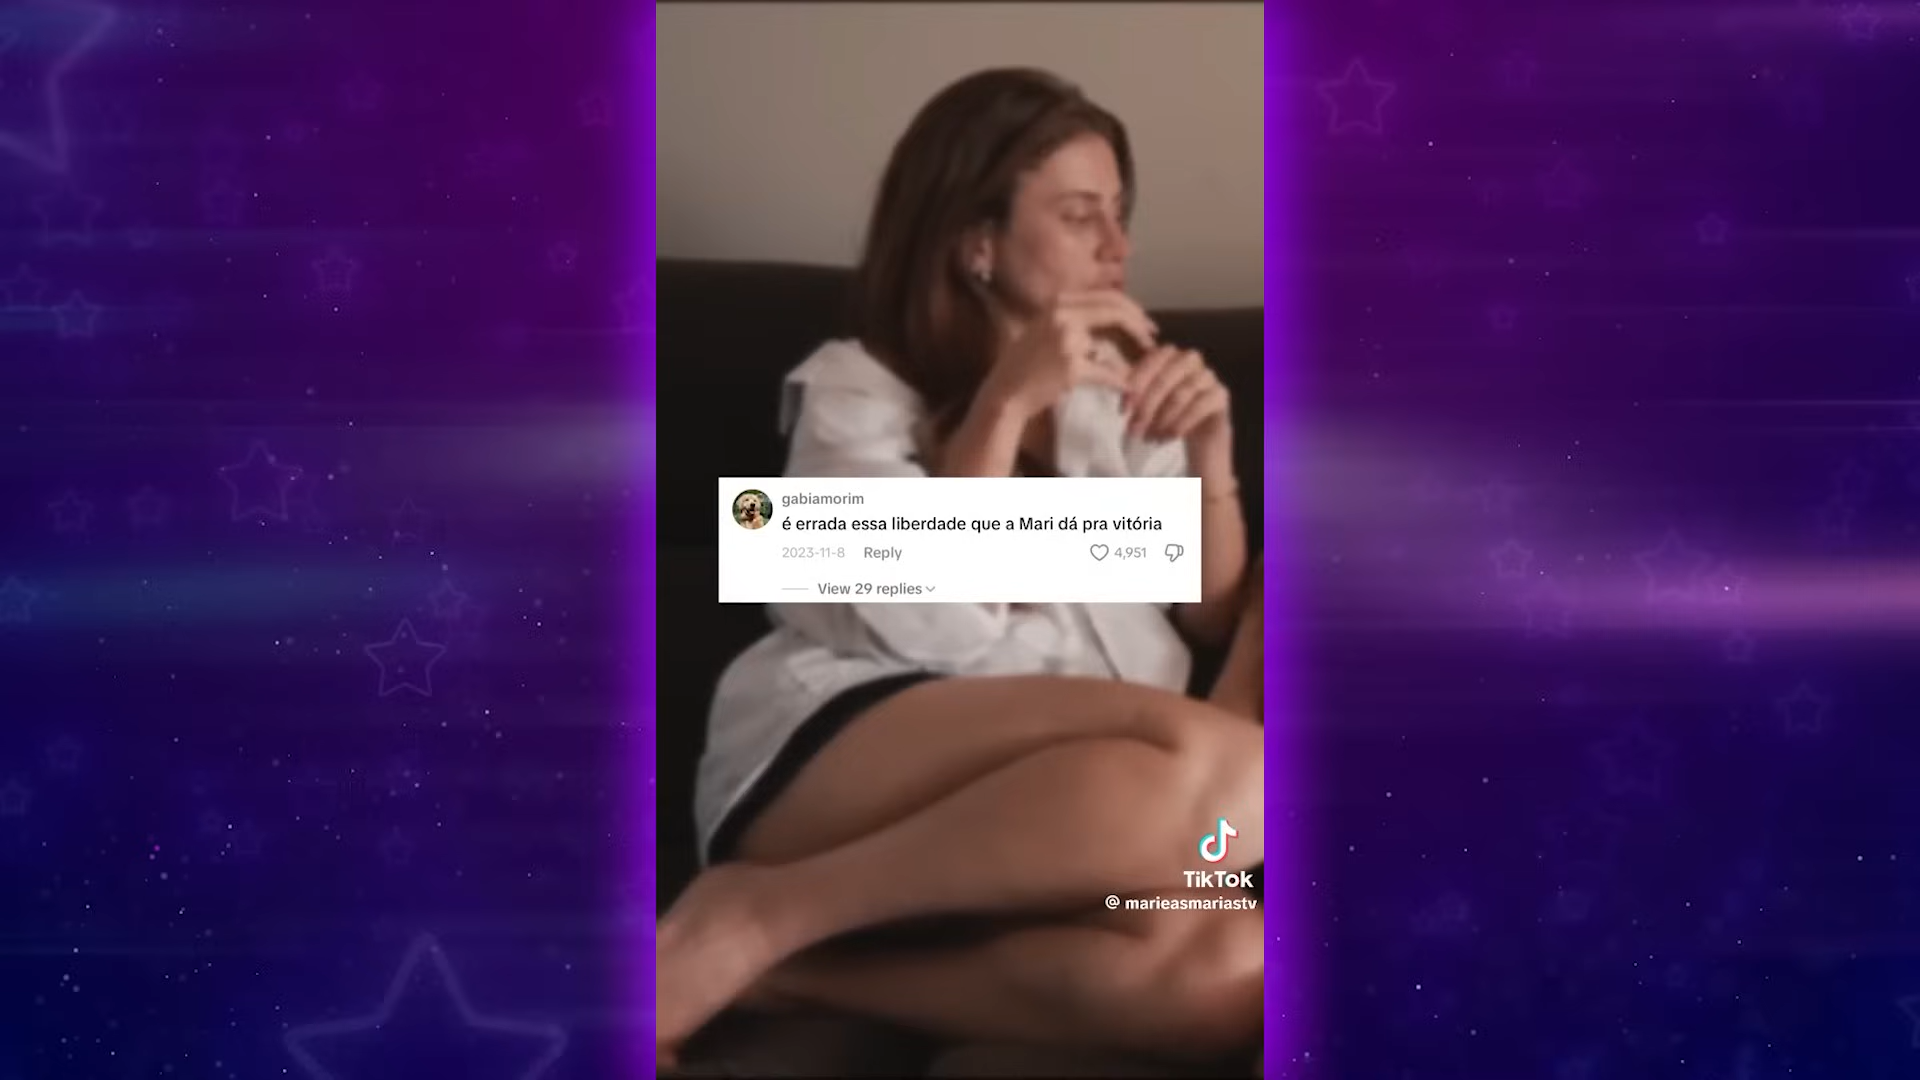 gabiamorim
é errada essa liberdade que a Mari dá pra vitória
2023-11-8 Reply 4,951
View 29 replies
TikTok
@ marieasmariastv